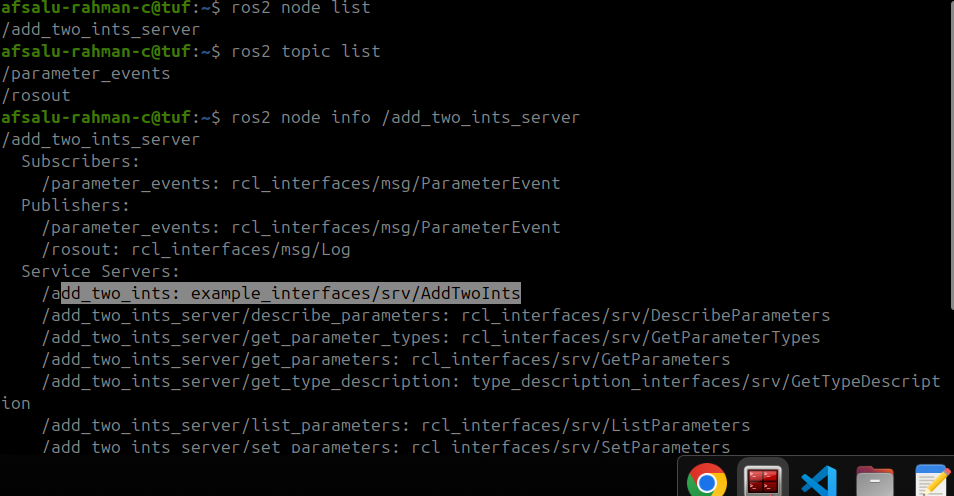 afsalu-rahman-c@tuf:~$ ros2 node list
/add_two_ints_server
afsalu-rahman-c@tuf:~$ ros2 topic list
/parameter_events
/rosout
afsalu-rahman-c@tuf:~$ ros2 node info /add_two_ints_server
/add_two_ints_server
  Subscribers:
    /parameter_events: rcl_interfaces/msg/ParameterEvent
  Publishers:
    /parameter_events: rcl_interfaces/msg/ParameterEvent
    /rosout: rcl_interfaces/msg/Log
  Service Servers:
    /add_two_ints: example_interfaces/srv/AddTwoInts
    /add_two_ints_server/describe_parameters: rcl_interfaces/srv/DescribeParameters
    /add_two_ints_server/get_parameter_types: rcl_interfaces/srv/GetParameterTypes
    /add_two_ints_server/get_parameters: rcl_interfaces/srv/GetParameters
    /add_two_ints_server/get_type_description: type_description_interfaces/srv/GetTypeDescript
ion
    /add_two_ints_server/list_parameters: rcl_interfaces/srv/ListParameters
    /add_two_ints_server/set_parameters: rcl_interfaces/srv/SetParameters